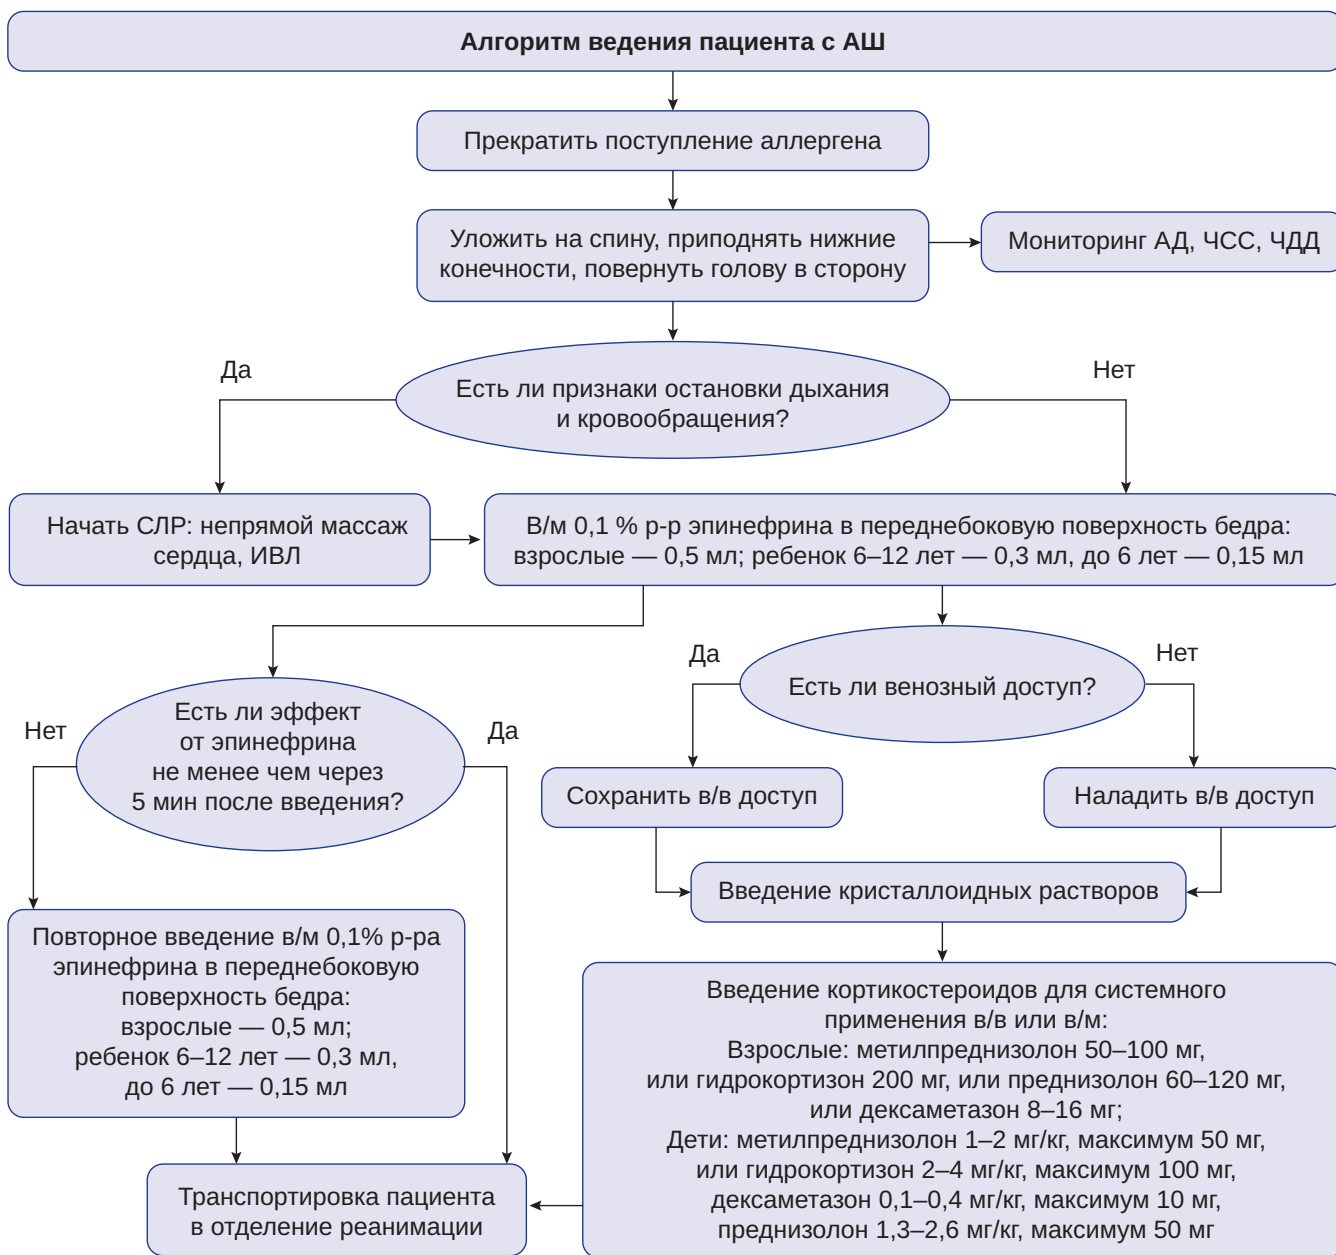 Алгоритм ведения пациента с АШ
Прекратить поступление аллергена
Уложить на спину, приподнять нижние
конечности, повернуть голову в сторону
Мониторинг АД, ЧСС, ЧДД
Да
Нет
Есть ли признаки остановки дыхания
и кровообращения?
Начать СЛР: непрямой массаж
сердца, ИВЛ
В/м 0,1 % р-р эпинефрина в переднебоковую поверхность бедра:
взрослые — 0,5 мл; ребенок 6–12 лет — 0,3 мл, до 6 лет — 0,15 мл
Да
Нет
Есть ли венозный доступ?
Нет
Да
Есть ли эффект
от эпинефрина
не менее чем через
5 мин после введения?
Сохранить в/в доступ
Наладить в/в доступ
Введение кристаллоидных растворов
Повторное введение в/м 0,1% р-ра
эпинефрина в переднебоковую
поверхность бедра:
взрослые — 0,5 мл;
ребенок 6–12 лет — 0,3 мл,
до 6 лет — 0,15 мл
Введение кортикостероидов для системного
применения в/в или в/м:
Взрослые: метилпреднизолон 50–100 мг,
или гидрокортизон 200 мг, или преднизолон 60–120 мг,
или дексаметазон 8–16 мг;
Дети: метилпреднизолон 1–2 мг/кг, максимум 50 мг,
или гидрокортизон 2–4 мг/кг, максимум 100 мг,
дексаметазон 0,1–0,4 мг/кг, максимум 10 мг,
преднизолон 1,3–2,6 мг/кг, максимум 50 мг
Транспортировка пациента
в отделение реанимации